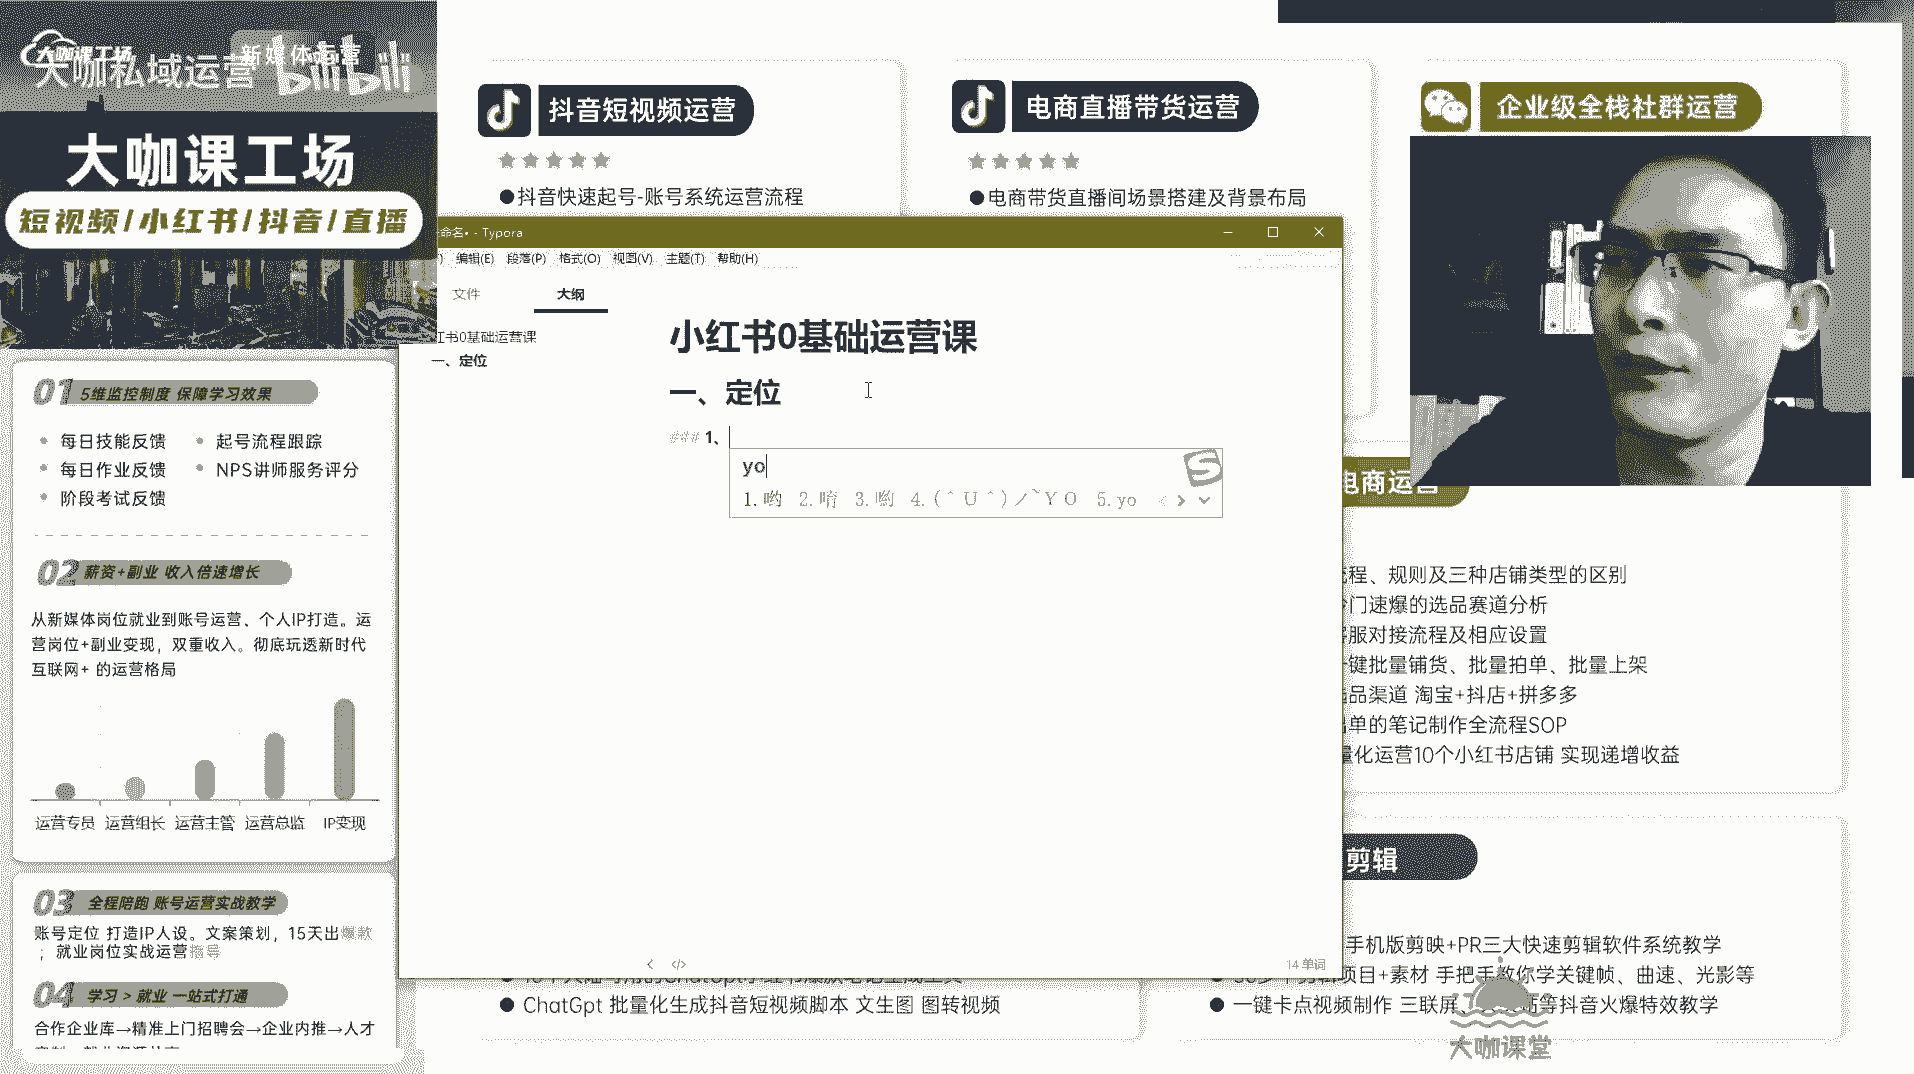 大咖课工场
大咖私域运营
新媒体运营
bilibili
大咖课工场
短视频/小红书/抖音/直播
01 5维监控制度 保障学习效果
每日技能反馈 起号流程跟踪
每日作业反馈 NPS讲师服务评分
阶段考试反馈
02 薪资+副业 收入倍速增长
从新媒体岗位就业到账号运营、个人IP打造。运
营岗位+副业变现，双重收入。彻底玩透新时代
互联网+ 的运营格局
运营专员 运营组长 运营主管 运营总监 IP变现
03 全程陪跑 账号运营实战教学
账号定位 打造IP人设。文案策划，15天出爆款
；就业岗位实战运营指导
04 学习 > 就业 一站式打通
合作企业库→精准上门招聘会→企业内推→人才
抖音短视频运营
●抖音快速起号-账号系统运营流程
电商直播带货运营
●电商带货直播间场景搭建及背景布局
企业级全栈社群运营
命名• - Typora
编辑(E) 段落(P) 格式(O) 视图(V) 主题(T) 帮助(H)
文件 大纲
书0基础运营课
一、定位
小红书0基础运营课
一、定位
### 1、
yo
1.哟 2.唷 3.喲 4.(＾Ｕ＾)ノ~ＹＯ 5.yo
14 单词
电商运营
程、规则及三种店铺类型的区别
门速爆的选品赛道分析
服对接流程及相应设置
键批量铺货、批量拍单、批量上架
品渠道 淘宝+抖店+拼多多
单的笔记制作全流程SOP
量化运营10个小红书店铺 实现递增收益
剪辑
手机版剪映+PR三大快速剪辑软件系统教学
项目+素材 手把手教你学关键帧、曲速、光影等
● 一键卡点视频制作 三联屏、 等抖音火爆特效教学
● ChatGpt 批量化生成抖音短视频脚本 文生图 图转视频
大咖课堂